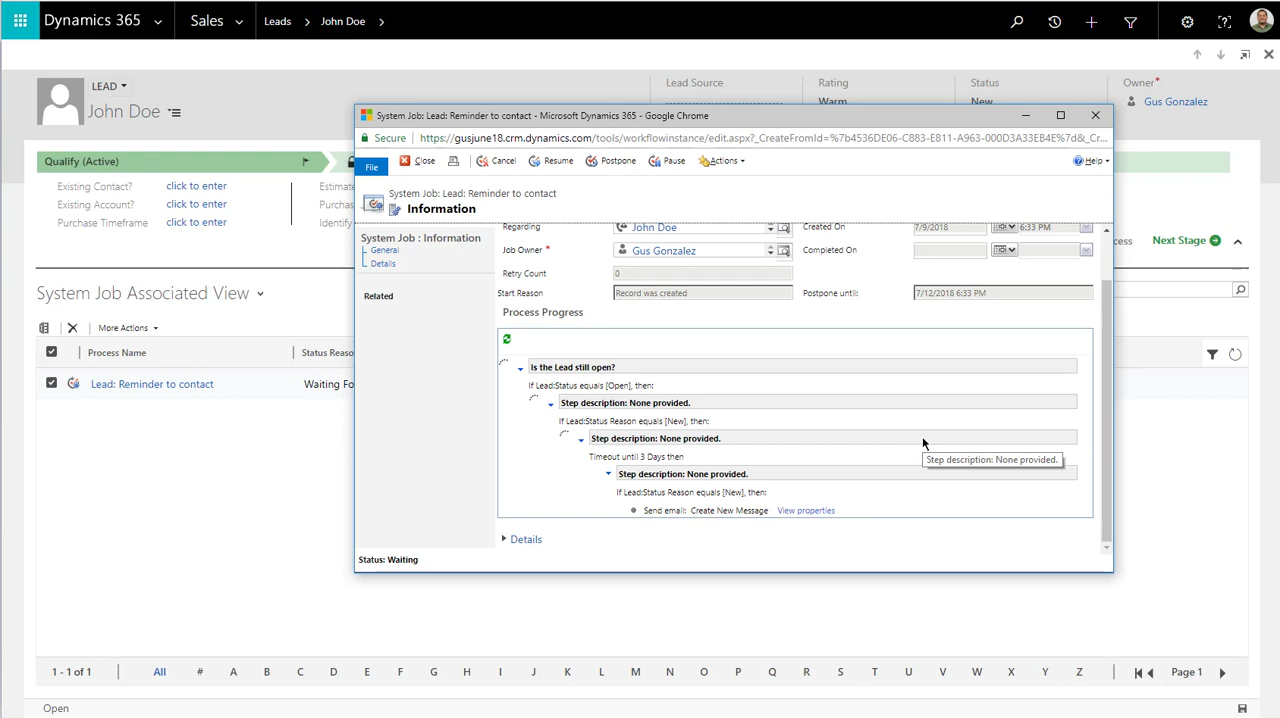 Dynamics 365 Sales Leads John Doe
LEAD
John Doe
Lead Source
Rating
Warm
Status
New
Owner*
Gus Gonzalez
Qualify (Active)
Existing Contact? click to enter
Existing Account? click to enter
Purchase Timeframe click to enter
Estimate
Purchase
Identify
Next Stage
System Job Associated View
More Actions
Process Name
Status Reaso
Lead: Reminder to contact
Waiting Fo
System Job: Lead: Reminder to contact - Microsoft Dynamics 365 - Google Chrome
Secure https://gusjune18.crm.dynamics.com/tools/workflowinstance/edit.aspx?_CreateFromId=%7b4536DE06-C883-E811-A963-000D3A33EB4E%7d&_Cr...
File Close Cancel Resume Postpone Pause Actions Help
System Job: Lead: Reminder to contact
Information
System Job : Information
General
Details
Related
Regarding John Doe Created On 7/9/2018 6:33 PM
Job Owner * Gus Gonzalez Completed On
Retry Count 0
Start Reason Record was created Postpone until: 7/12/2018 6:33 PM
Process Progress
Is the Lead still open?
If Lead:Status equals [Open], then:
Step description: None provided.
If Lead:Status Reason equals [New], then:
Step description: None provided.
Step description: None provided.
Timeout until 3 Days then
Step description: None provided.
If Lead:Status Reason equals [New], then:
Send email: Create New Message View properties
Details
Status: Waiting
1 - 1 of 1 All # A B C D E F G H I J K L M N O P Q R S T U V W X Y Z Page 1
Open